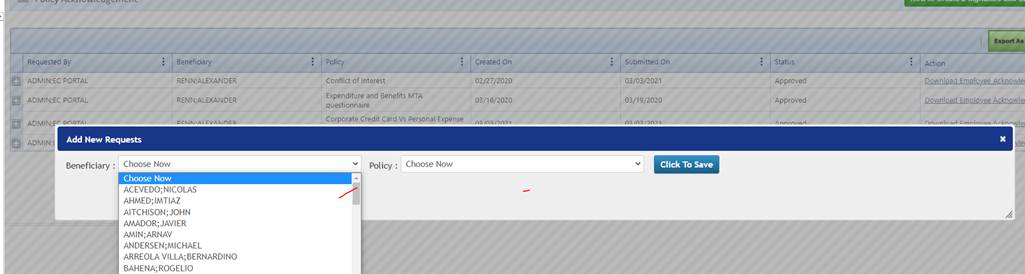 Policy Acknowledgement
Export As
Requested By Beneficiary Policy Created On Submitted On Status Action
ADMIN;EC PORTAL RENN;ALEXANDER Conflict of Interest 02/27/2020 03/03/2021 Approved Download Employee Acknowle
ADMIN;EC PORTAL RENN;ALEXANDER Expenditure and Benefits MTA questionnaire 03/16/2020 03/19/2020 Approved Download Employee Acknowle
ADMIN;EC PORTAL RENN;ALEXANDER Corporate Credit Card Vs Personal Expense 03/03/2021 Approved Download Employee Acknowle
Add New Requests ×
Beneficiary : Choose Now Policy : Choose Now Click To Save
Choose Now
ACEVEDO;NICOLAS
AHMED;IMTIAZ
AITCHISON;JOHN
AMADOR;JAVIER
AMIN;ARNAV
ANDERSEN;MICHAEL
ARREOLA VILLA;BERNARDINO
BAHENA;ROGELIO